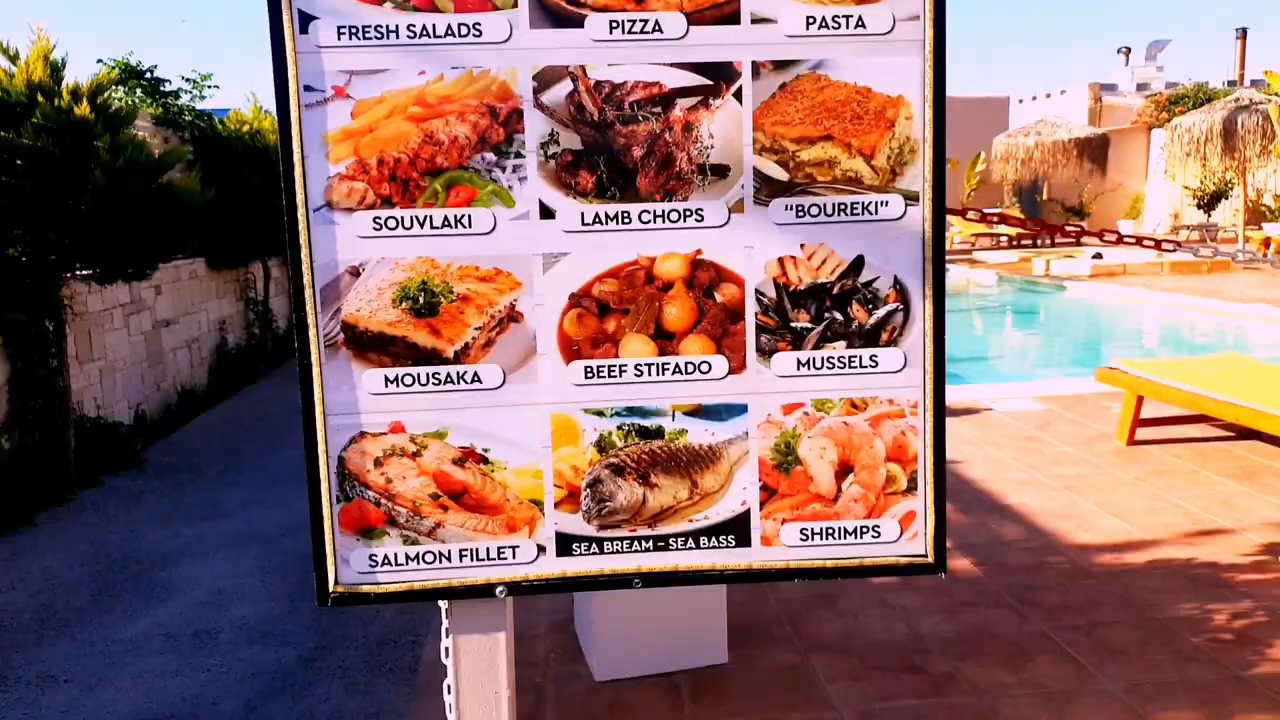 FRESH SALADS
PIZZA
PASTA
SOUVLAKI
LAMB CHOPS
"BOUREKI"
MOUSAKA
BEEF STIFADO
MUSSELS
SALMON FILLET
SEA BREAM - SEA BASS
SHRIMPS